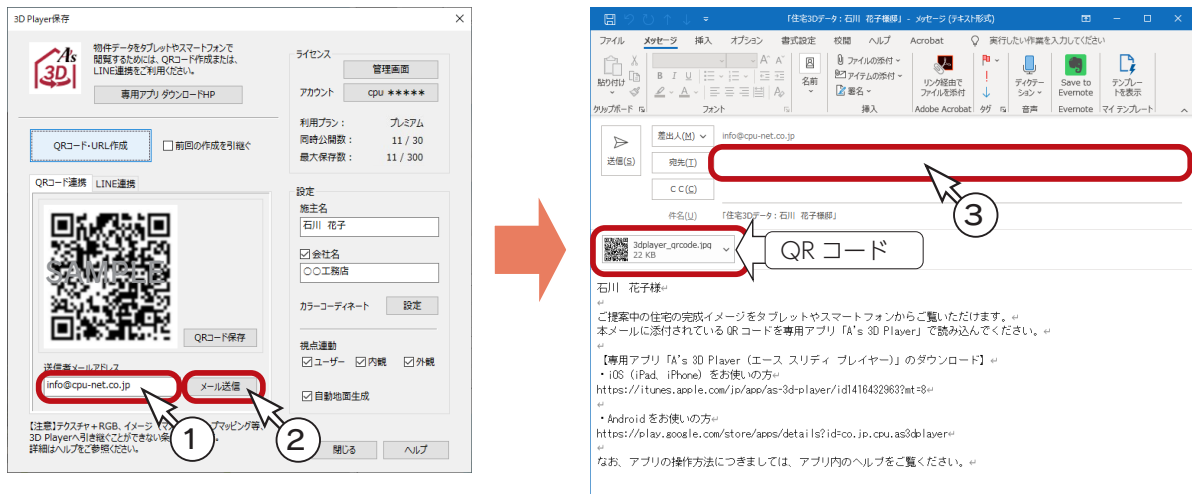 3D Player保存
A's
3D
物件データをタブレットやスマートフォンで
閲覧するためには、QRコード作成または、
LINE連携をご利用ください。
専用アプリ ダウンロードHP
QRコード・URL作成
前回の作成を引継ぐ
QRコード連携 LINE連携
SAMPLE
QRコード保存
送信者メールアドレス
info@cpu-net.co.jp
メール送信
1
2
【注意】テクスチャ+RGB、イメージ
プマッピング等、
3D Playerへ引き継ぐことができない
詳細はヘルプをご参照ください。
ライセンス
管理画面
アカウント cpu *****
利用プラン： プレミアム
同時公開数： 11 / 30
最大保存数： 11 / 300
設定
施主名
石川 花子
会社名
○○工務店
カラーコーディネート 設定
視点連動
ユーザー 内観 外観
自動地面生成
閉じる ヘルプ
「住宅3Dデータ：石川 花子様邸」 - メッセージ (テキスト形式)
ファイル メッセージ 挿入 オプション 書式設定 校閲 ヘルプ Acrobat 実行したい作業を入力してください
貼り付け
B I U
A A
名前
ファイルの添付
アイテムの添付
署名
リンク経由で
ファイルを添付
ディクテー
ション
Save to
Evernote
テンプレー
トを表示
クリップボード フォント 挿入 Adobe Acrobat タグ 音声 Evernote マイ テンプレート
送信(S)
差出人(M) info@cpu-net.co.jp
宛先(T)
3
C C(C)
件名(U) 「住宅3Dデータ：石川 花子様邸」
3dplayer_qrcode.jpg
22 KB
QR コード
石川 花子様↵
↵
ご提案中の住宅の完成イメージをタブレットやスマートフォンからご覧いただけます。↵
本メールに添付されているQRコードを専用アプリ「A's 3D Player」で読み込んでください。↵
↵
【専用アプリ「A's 3D Player（エース スリディ プレイヤー）」のダウンロード】↵
・iOS（iPad, iPhone）をお使いの方↵
https://itunes.apple.com/jp/app/as-3d-player/id1416432963?mt=8↵
↵
・Androidをお使いの方↵
https://play.google.com/store/apps/details?id=co.jp.cpu.as3dplayer↵
↵
なお、アプリの操作方法につきましては、アプリ内のヘルプをご覧ください。↵